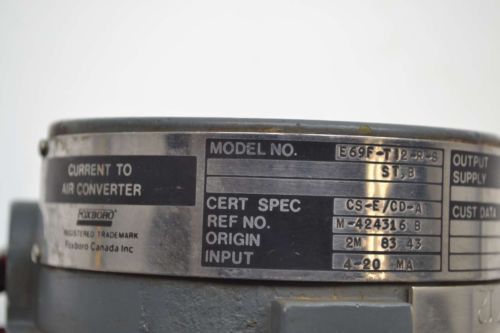 CURRENT TO
AIR CONVERTER
FOXBORO
REGISTERED TRADEMARK
Foxboro Canada Inc
MODEL NO. E69F-TI2-R-S
ST,B
CERT SPEC CS-E/CD-A
REF NO. M-424316 B
ORIGIN 2M 83 43
INPUT 4-20 MA
OUTPUT
SUPPLY
CUST DATA